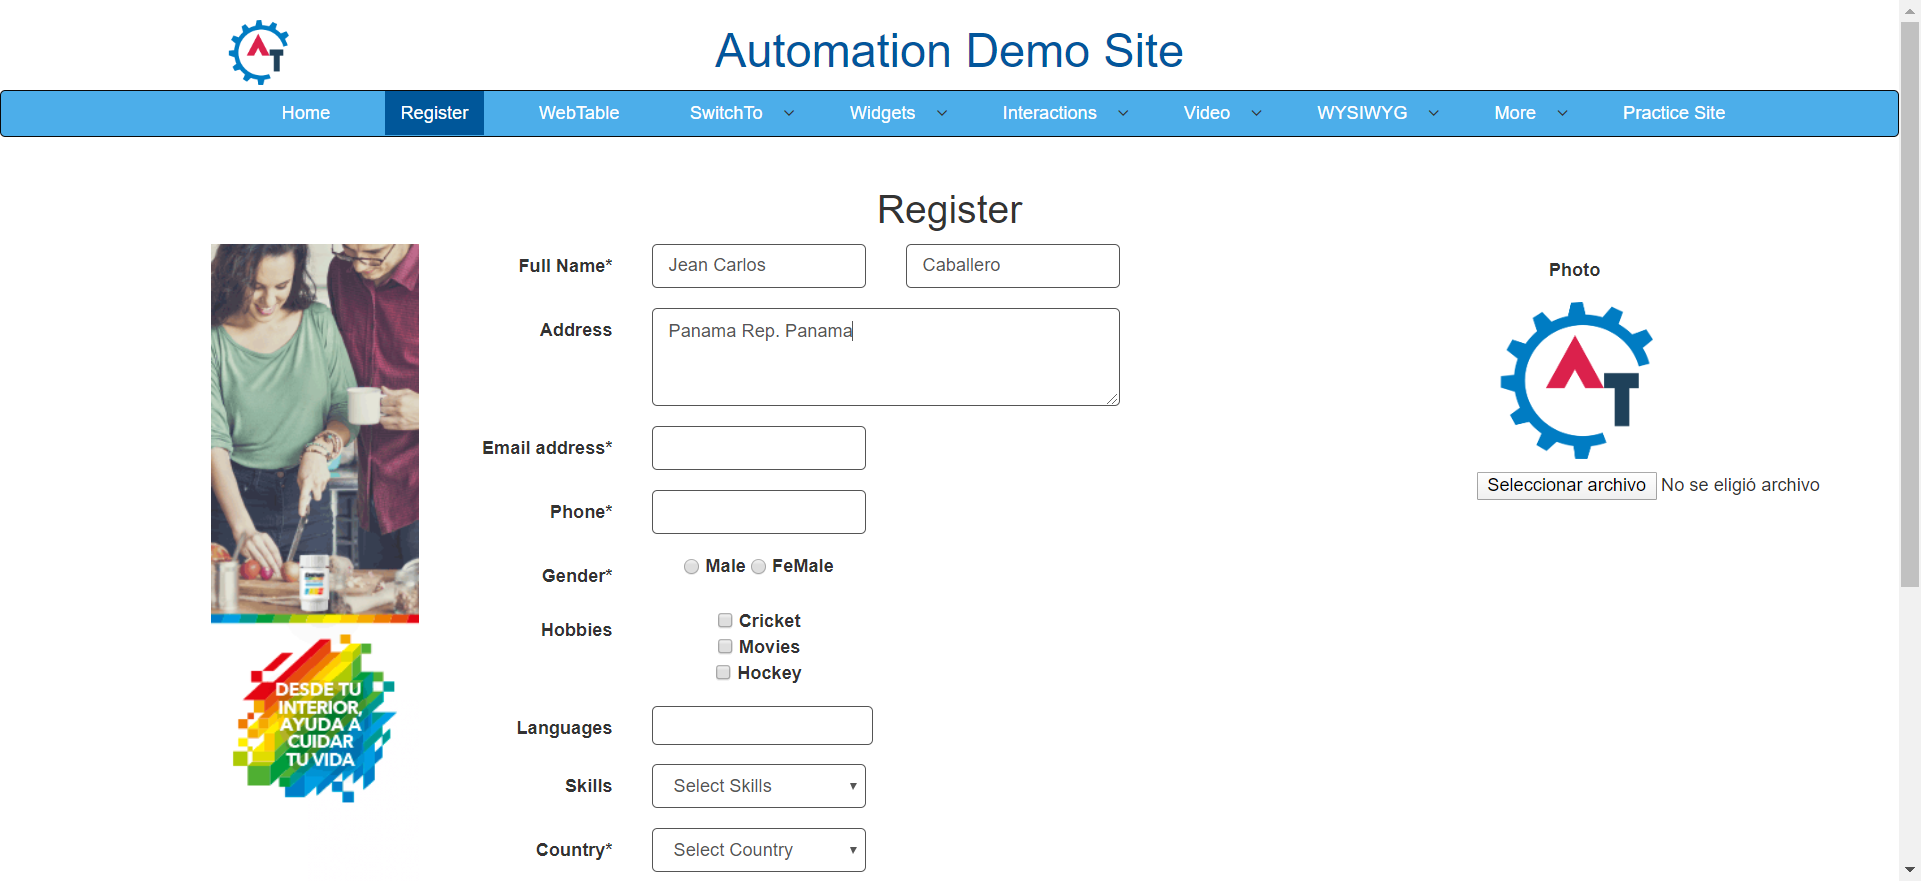 AT
Automation Demo Site
Home Register WebTable SwitchTo Widgets Interactions Video WYSIWYG More Practice Site
Register
Full Name* Jean Carlos Caballero
Photo
Address Panama Rep. Panama
AT
Email address*
Seleccionar archivo No se eligió archivo
Phone*
Gender* Male FeMale
Hobbies Cricket
Movies
Hockey
DESDE TU
INTERIOR,
AYUDA A
CUIDAR
TU VIDA
Languages
Skills Select Skills
Country* Select Country